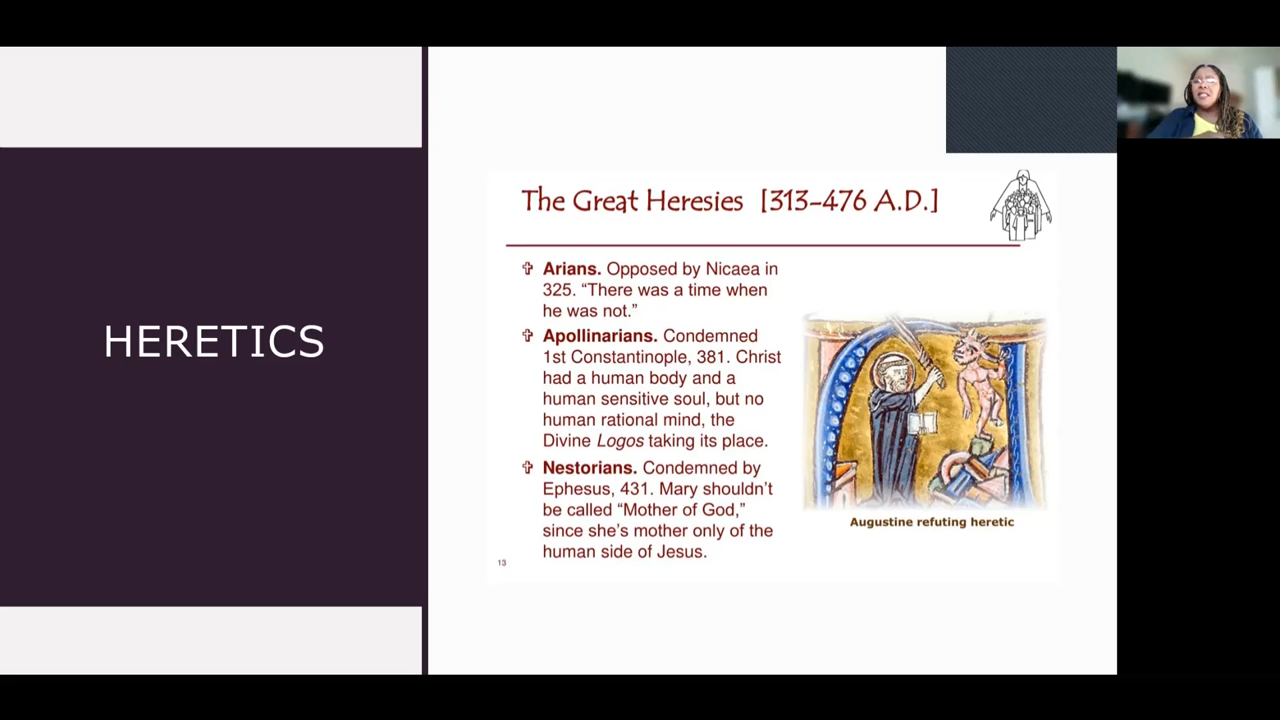 HERETICS
The Great Heresies [313–476 A.D.]
✞ Arians. Opposed by Nicaea in
325. “There was a time when
he was not.”
✞ Apollinarians. Condemned
1st Constantinople, 381. Christ
had a human body and a
human sensitive soul, but no
human rational mind, the
Divine Logos taking its place.
✞ Nestorians. Condemned by
Ephesus, 431. Mary shouldn’t
be called “Mother of God,”
since she’s mother only of the
human side of Jesus.
Augustine refuting heretic
13